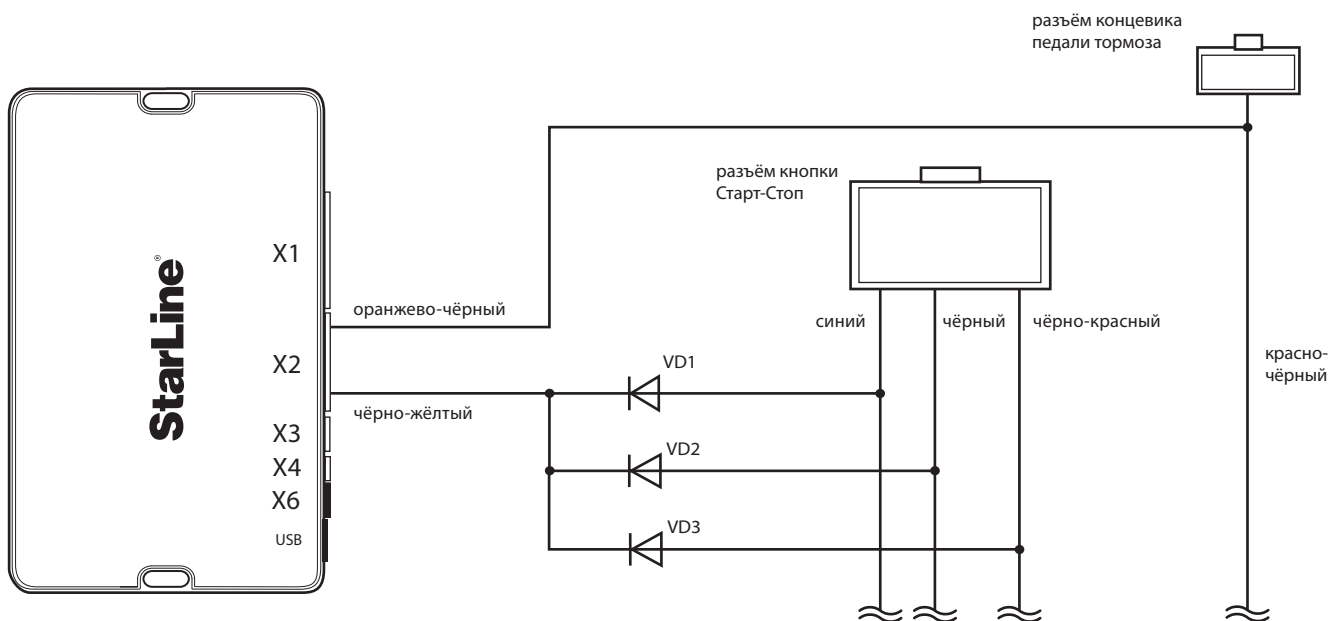 разъём концевика
педали тормоза
разъём кнопки
Старт-Стоп
StarLine®
X1
оранжево-чёрный
синий
чёрный
чёрно-красный
красно-
чёрный
X2
VD1
чёрно-жёлтый
X3
VD2
X4
X6
VD3
USB